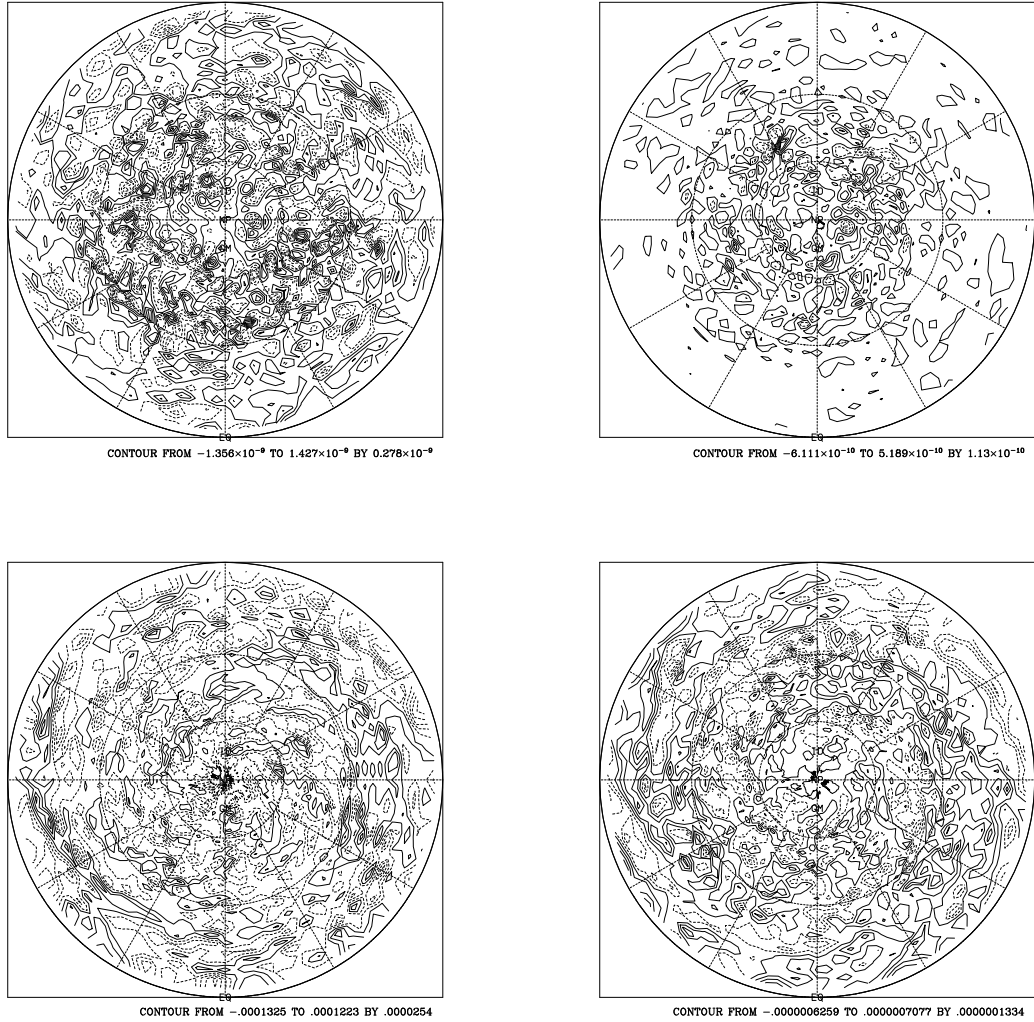 EQ
CONTOUR FROM −1.356×10⁻⁹ TO 1.427×10⁻⁹ BY 0.278×10⁻⁹
EQ
CONTOUR FROM −6.111×10⁻¹⁰ TO 5.189×10⁻¹⁰ BY 1.13×10⁻¹⁰
EQ
CONTOUR FROM −.0001325 TO .0001223 BY .0000254
EQ
CONTOUR FROM −.0000006259 TO .0000007077 BY .0000001334